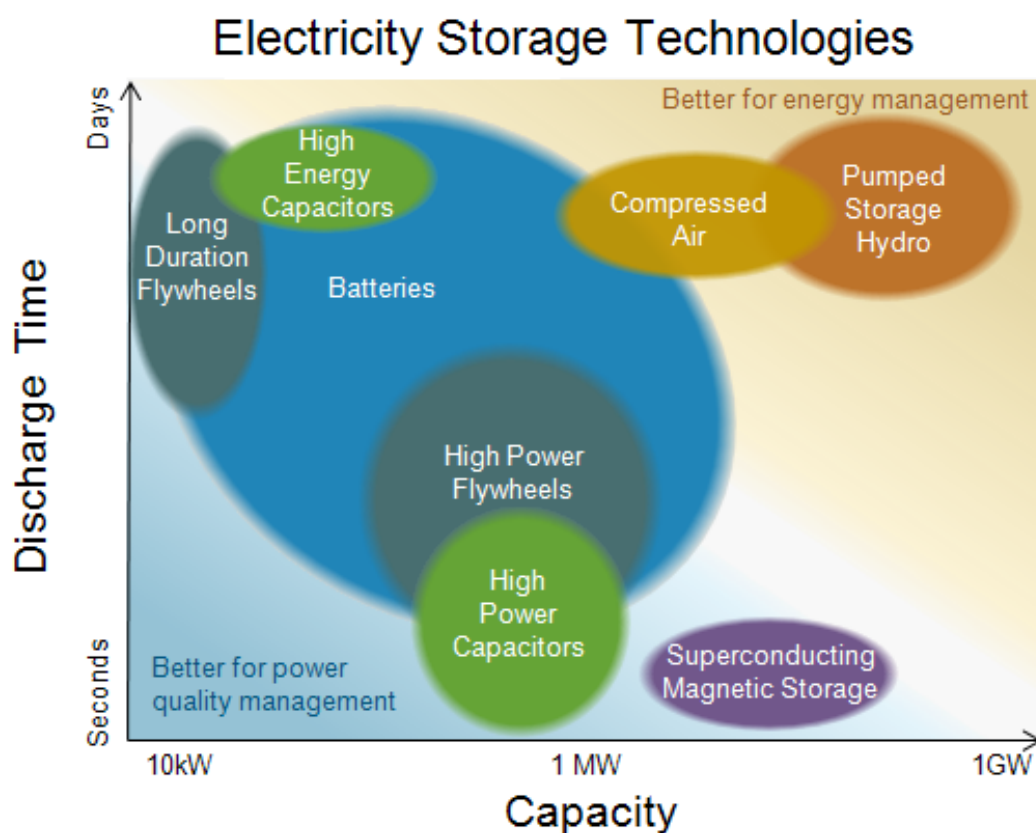 Electricity Storage Technologies
Days
Better for energy management
High
Energy
Capacitors
Pumped
Storage
Hydro
Compressed
Air
Long
Duration
Flywheels
Batteries
Discharge Time
High Power
Flywheels
High
Power
Capacitors
Superconducting
Magnetic Storage
Better for power
quality management
Seconds
10kW
1 MW
1GW
Capacity